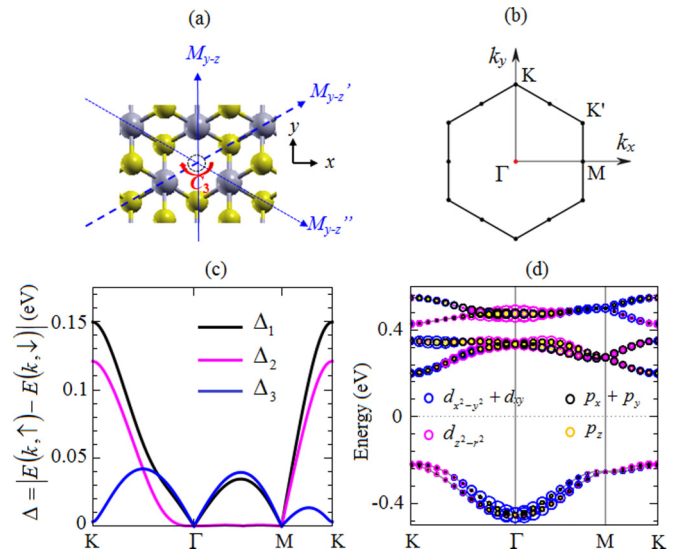 (a)
M_{y-z}
M_{y-z}'
y
x
C_3
M_{y-z}''
(b)
k_y
K
K'
k_x
Γ
M
(c)
Δ = |E(k,↑) − E(k,↓)| (eV)
0.15
0.1
0.05
0
Δ_1
Δ_2
Δ_3
K Γ M K
(d)
Energy (eV)
0.4
0
-0.4
d_{x²−y²} + d_{xy}
p_x + p_y
d_{z²−r²}
p_z
K Γ M K